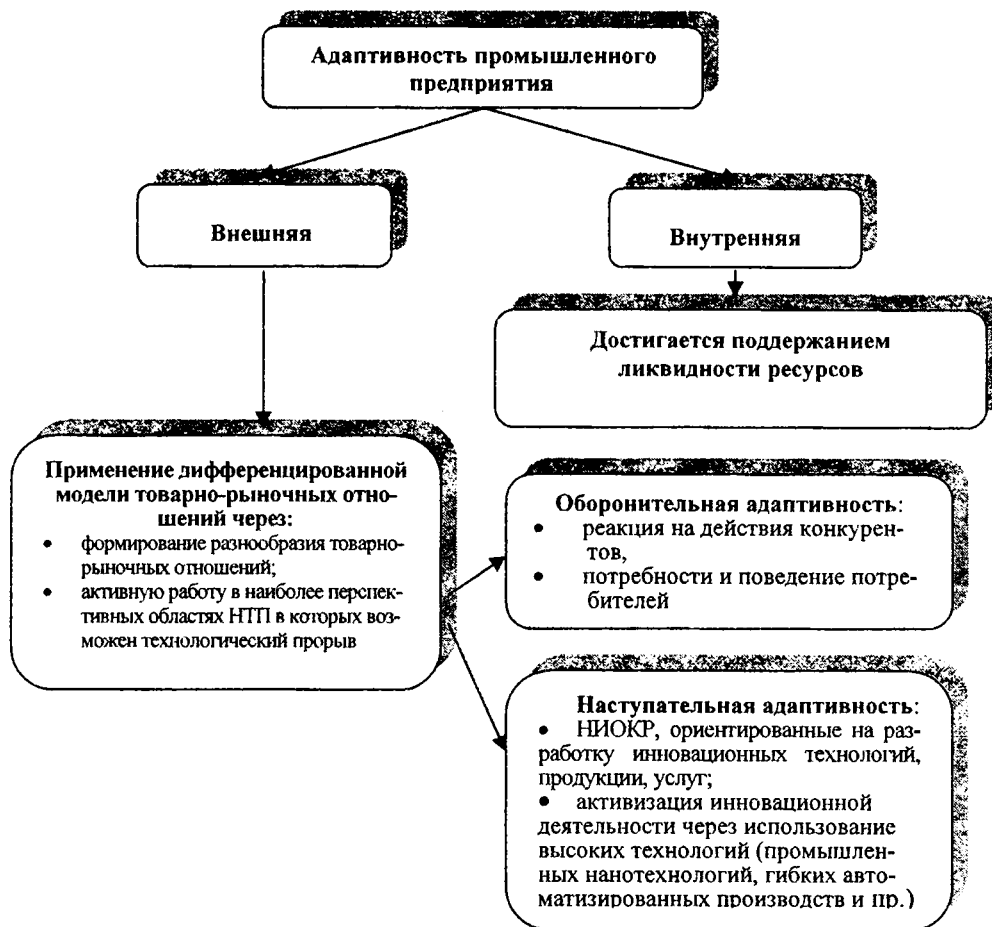 Адаптивность промышленного
предприятия
Внешняя
Внутренняя
Достигается поддержанием
ликвидности ресурсов
Применение дифференцированной
модели товарно-рыночных отно-
шений через:
• формирование разнообразия товарно-
рыночных отношений;
• активную работу в наиболее перспек-
тивных областях НТП в которых воз-
можен технологический прорыв
Оборонительная адаптивность:
• реакция на действия конкурен-
тов,
• потребности и поведение потре-
бителей
Наступательная адаптивность:
• НИОКР, ориентированные на раз-
работку инновационных технологий,
продукции, услуг;
• активизация инновационной
деятельности через использование
высоких технологий (промышлен-
ных нанотехнологий, гибких авто-
матизированных производств и пр.)